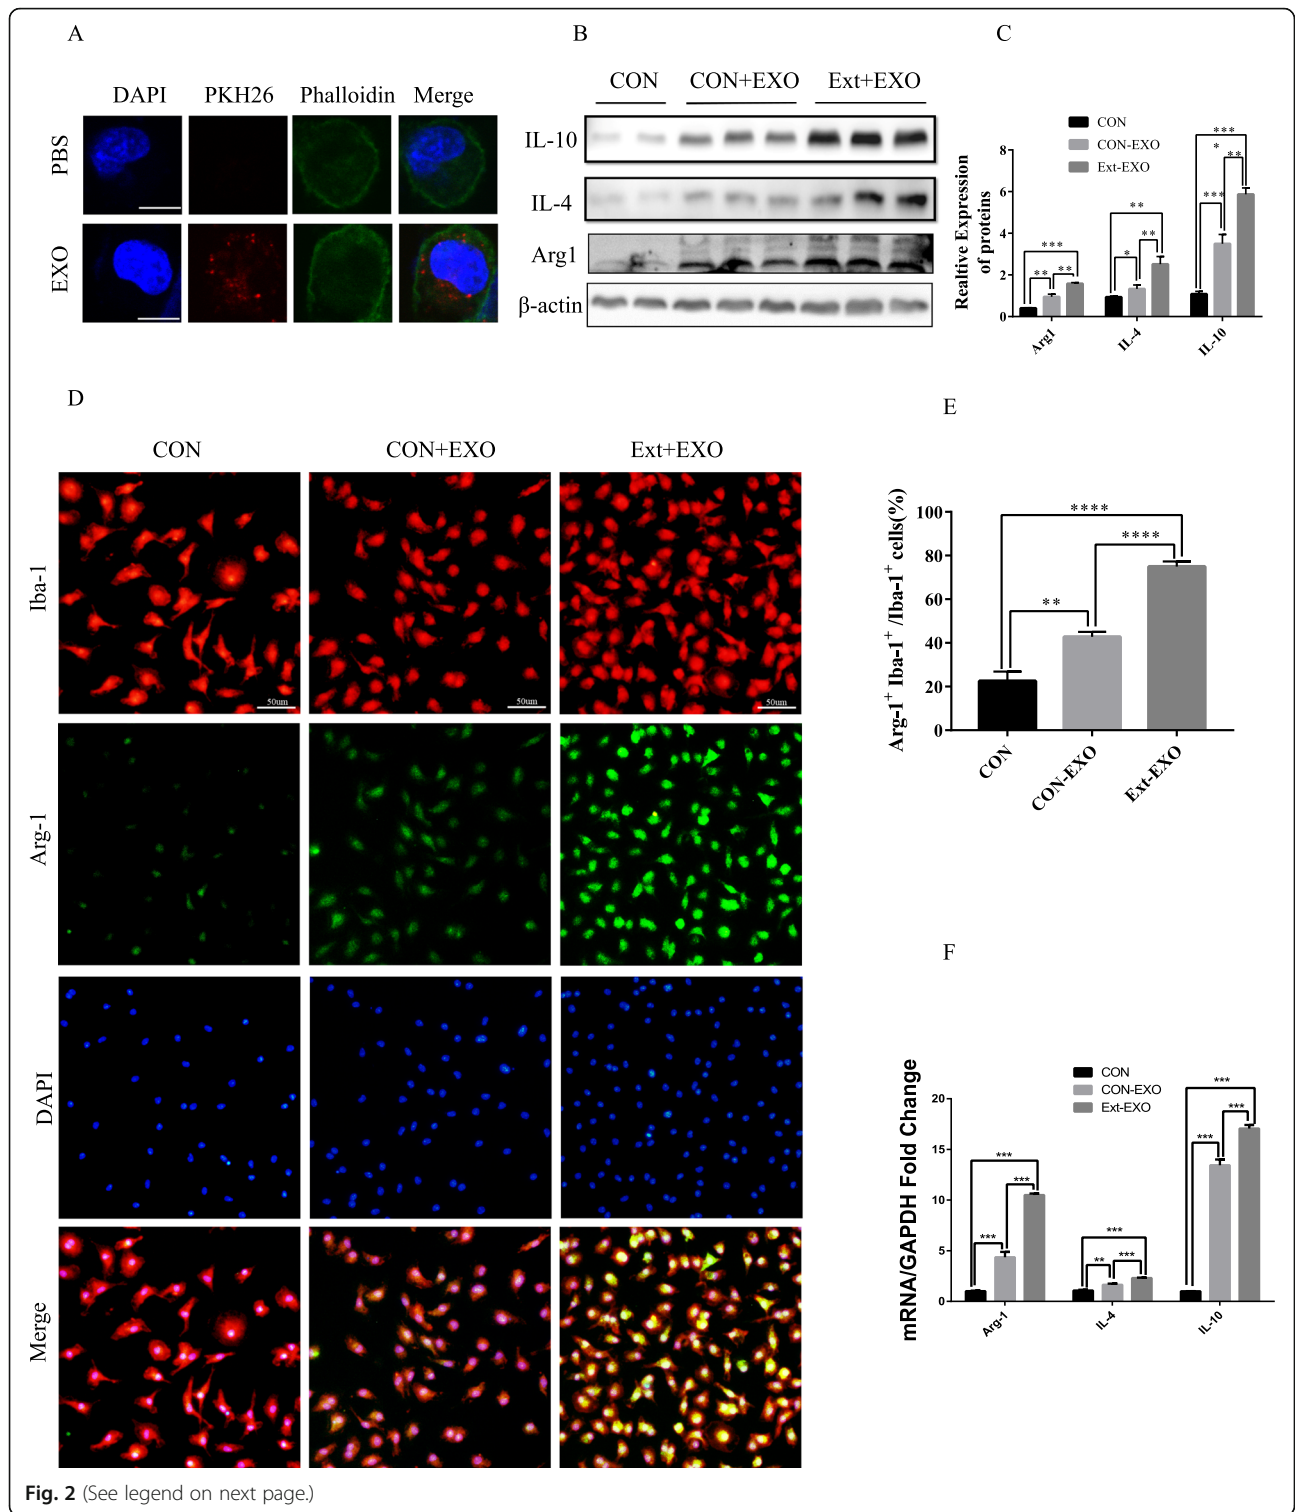 A
DAPI PKH26 Phalloidin Merge
PBS
EXO
B
CON CON+EXO Ext+EXO
IL-10
IL-4
Arg1
β-actin
C
CON
CON-EXO
Ext-EXO
Realtive Expression
of proteins
8
6
4
2
0
***
*
**
***
**
**
*
***
**
**
Arg1 IL-4 IL-10
D
CON CON+EXO Ext+EXO
Iba-1
50um 50um 50um
Arg-1
DAPI
Merge
E
Arg-1+ Iba-1+ /Iba-1+ cells(%)
100
80
60
40
20
0
****
****
**
CON CON-EXO Ext-EXO
F
CON
CON-EXO
Ext-EXO
mRNA/GAPDH Fold Change
20
15
10
5
0
***
***
***
***
***
***
***
**
***
Arg-1 IL-4 IL-10
Fig. 2 (See legend on next page.)